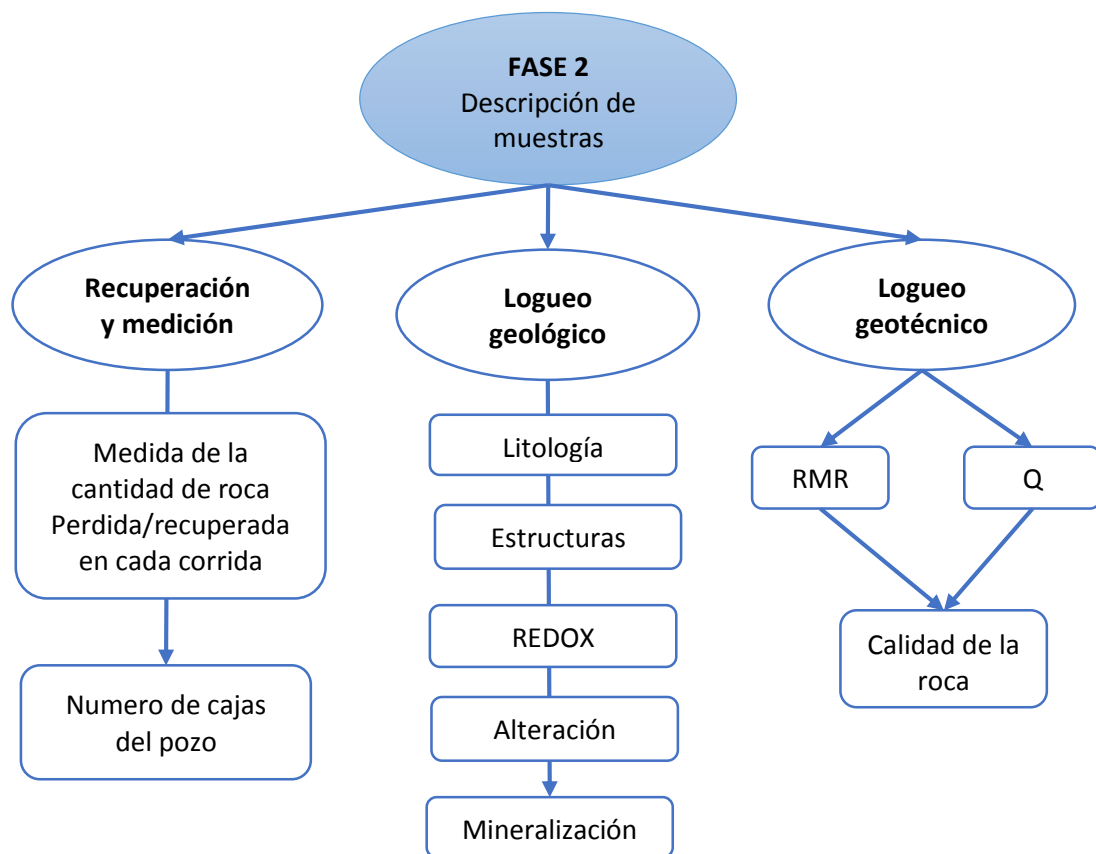 FASE 2
Descripción de
muestras
Recuperación
y medición
Medida de la
cantidad de roca
Perdida/recuperada
en cada corrida
Numero de cajas
del pozo
Logueo
geológico
Litología
Estructuras
REDOX
Alteración
Mineralización
Logueo
geotécnico
RMR
Q
Calidad de la
roca